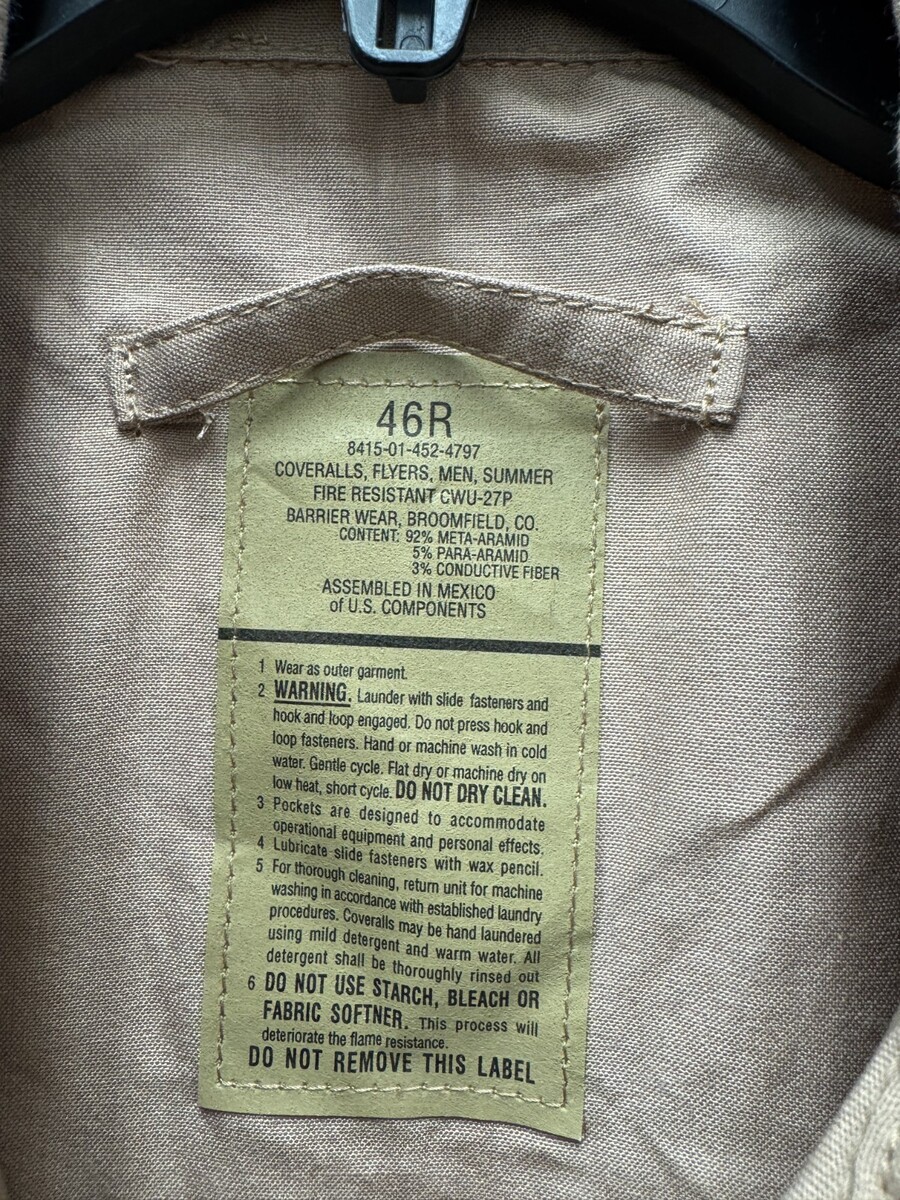 46R
8415-01-452-4797
COVERALLS, FLYERS, MEN, SUMMER
FIRE RESISTANT CWU-27P
BARRIER WEAR, BROOMFIELD, CO.
CONTENT: 92% META-ARAMID
5% PARA-ARAMID
3% CONDUCTIVE FIBER
ASSEMBLED IN MEXICO
of U.S. COMPONENTS
1 Wear as outer garment.
2 WARNING. Launder with slide fasteners and
hook and loop engaged. Do not press hook and
loop fasteners. Hand or machine wash in cold
water. Gentle cycle. Flat dry or machine dry on
low heat, short cycle. DO NOT DRY CLEAN.
3 Pockets are designed to accommodate
operational equipment and personal effects.
4 Lubricate slide fasteners with wax pencil.
5 For thorough cleaning, return unit for machine
washing in accordance with established laundry
procedures. Coveralls may be hand laundered
using mild detergent and warm water. All
detergent shall be thoroughly rinsed out
6 DO NOT USE STARCH, BLEACH OR
FABRIC SOFTNER. This process will
deteriorate the flame resistance.
DO NOT REMOVE THIS LABEL